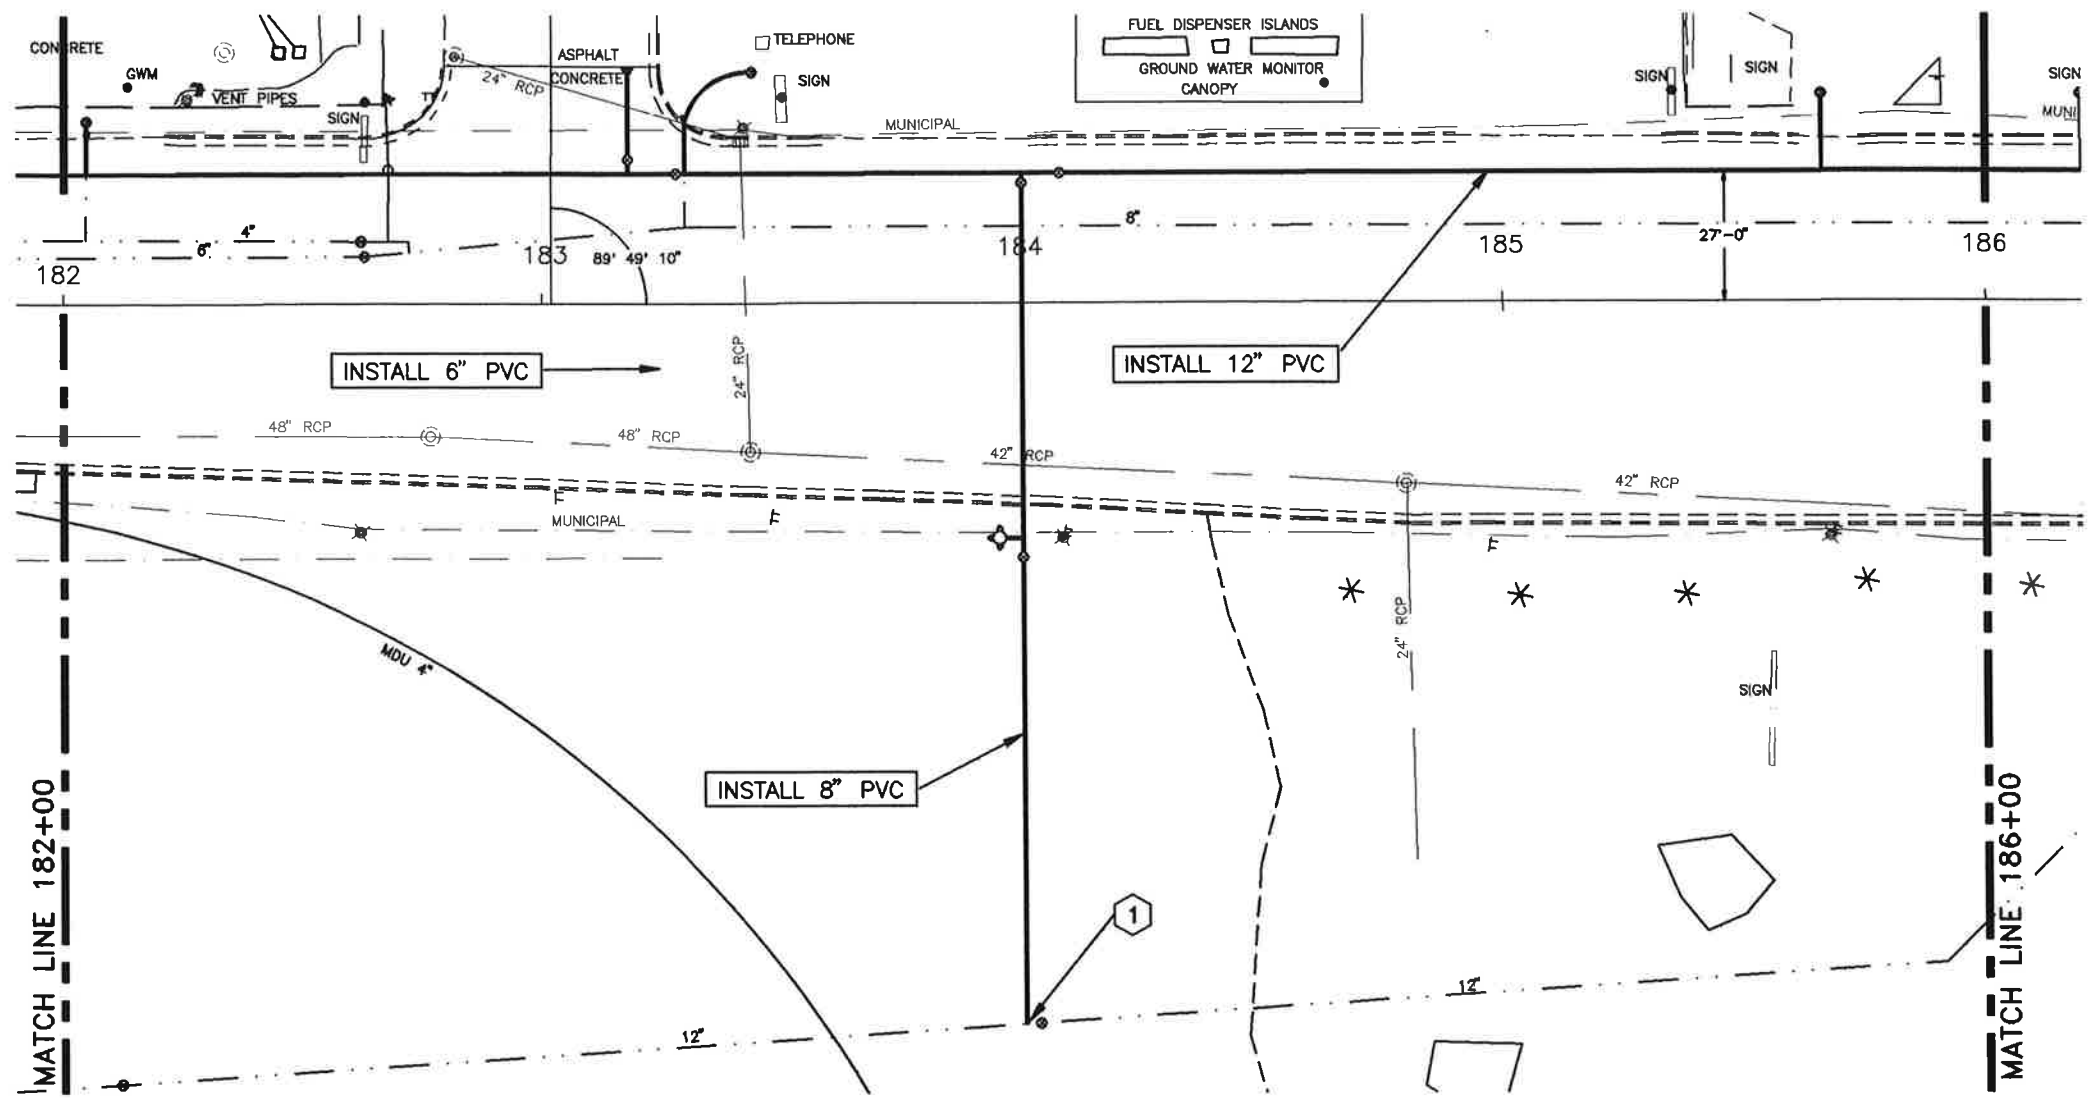 FUEL DISPENSER ISLANDS
GROUND WATER MONITOR
CANOPY
CONCRETE
GWM
VENT PIPES
SIGN
24" RCP
ASPHALT
CONCRETE
TELEPHONE
SIGN
SIGN
SIGN
SIGN
MUNICIPAL
MUNI
4"
6"
8"
182
183
89° 49' 10"
184
185
27'-0"
186
INSTALL 6" PVC
24" RCP
INSTALL 12" PVC
48" RCP
48" RCP
42" RCP
42" RCP
F
MUNICIPAL
F
F
24" RCP
MDU 4"
SIGN
INSTALL 8" PVC
1
12"
12"
MATCH LINE 182+00
MATCH LINE 186+00